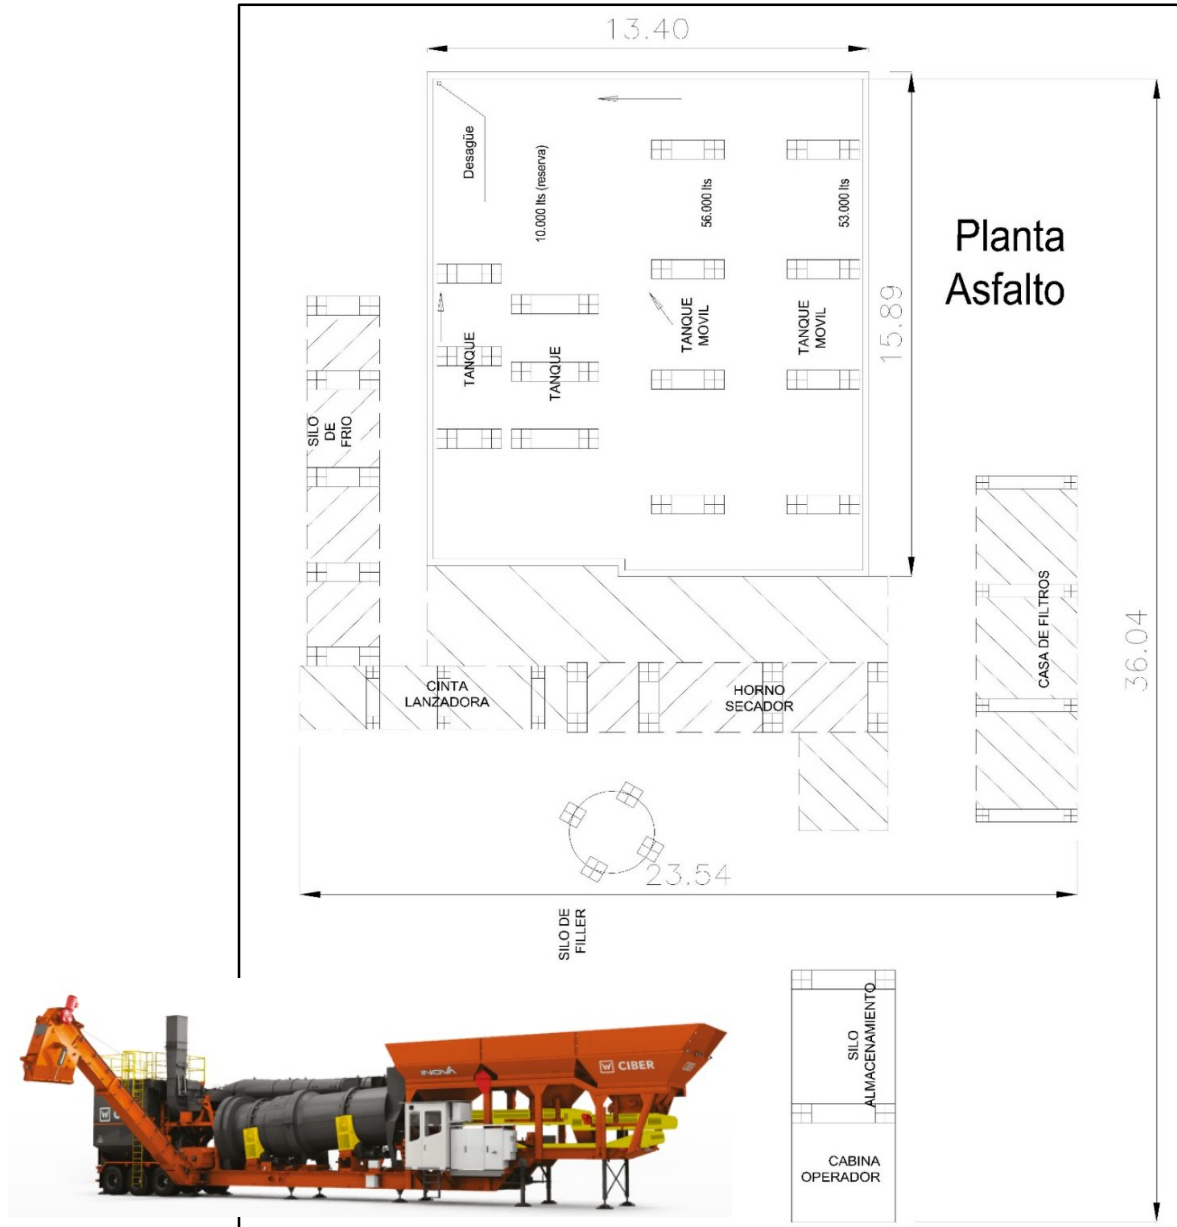 13.40
Desagüe
10.000 lts (reserva)
56.000 lts
53.000 lts
Planta
Asfalto
15.89
TANQUE
TANQUE
TANQUE
MOVIL
TANQUE
MOVIL
SILO
DE
FRIO
CASA DE FILTROS
36.04
CINTA
LANZADORA
HORNO
SECADOR
23.54
SILO DE
FILLER
SILO
ALMACENAMIENTO
CABINA
OPERADOR
iNOVA
W CIBER
W